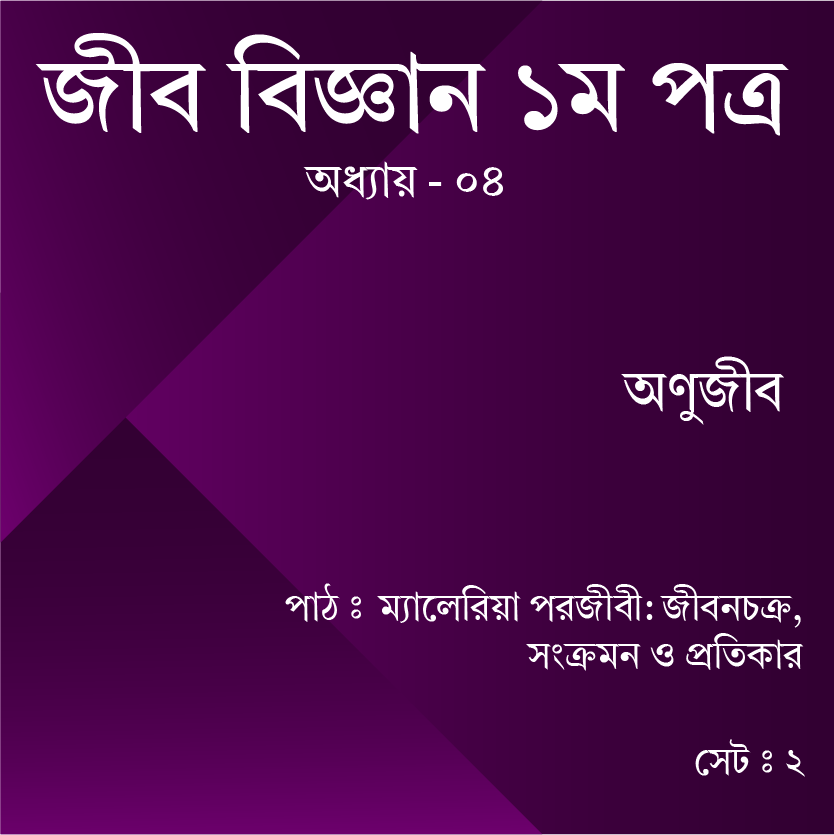 জীব বিজ্ঞান ১ম পত্র
অধ্যায় - ০৪
অণুজীব
পাঠ ঃ ম্যালেরিয়া পরজীবী: জীবনচক্র,
সংক্রমন ও প্রতিকার
সেট ঃ ২